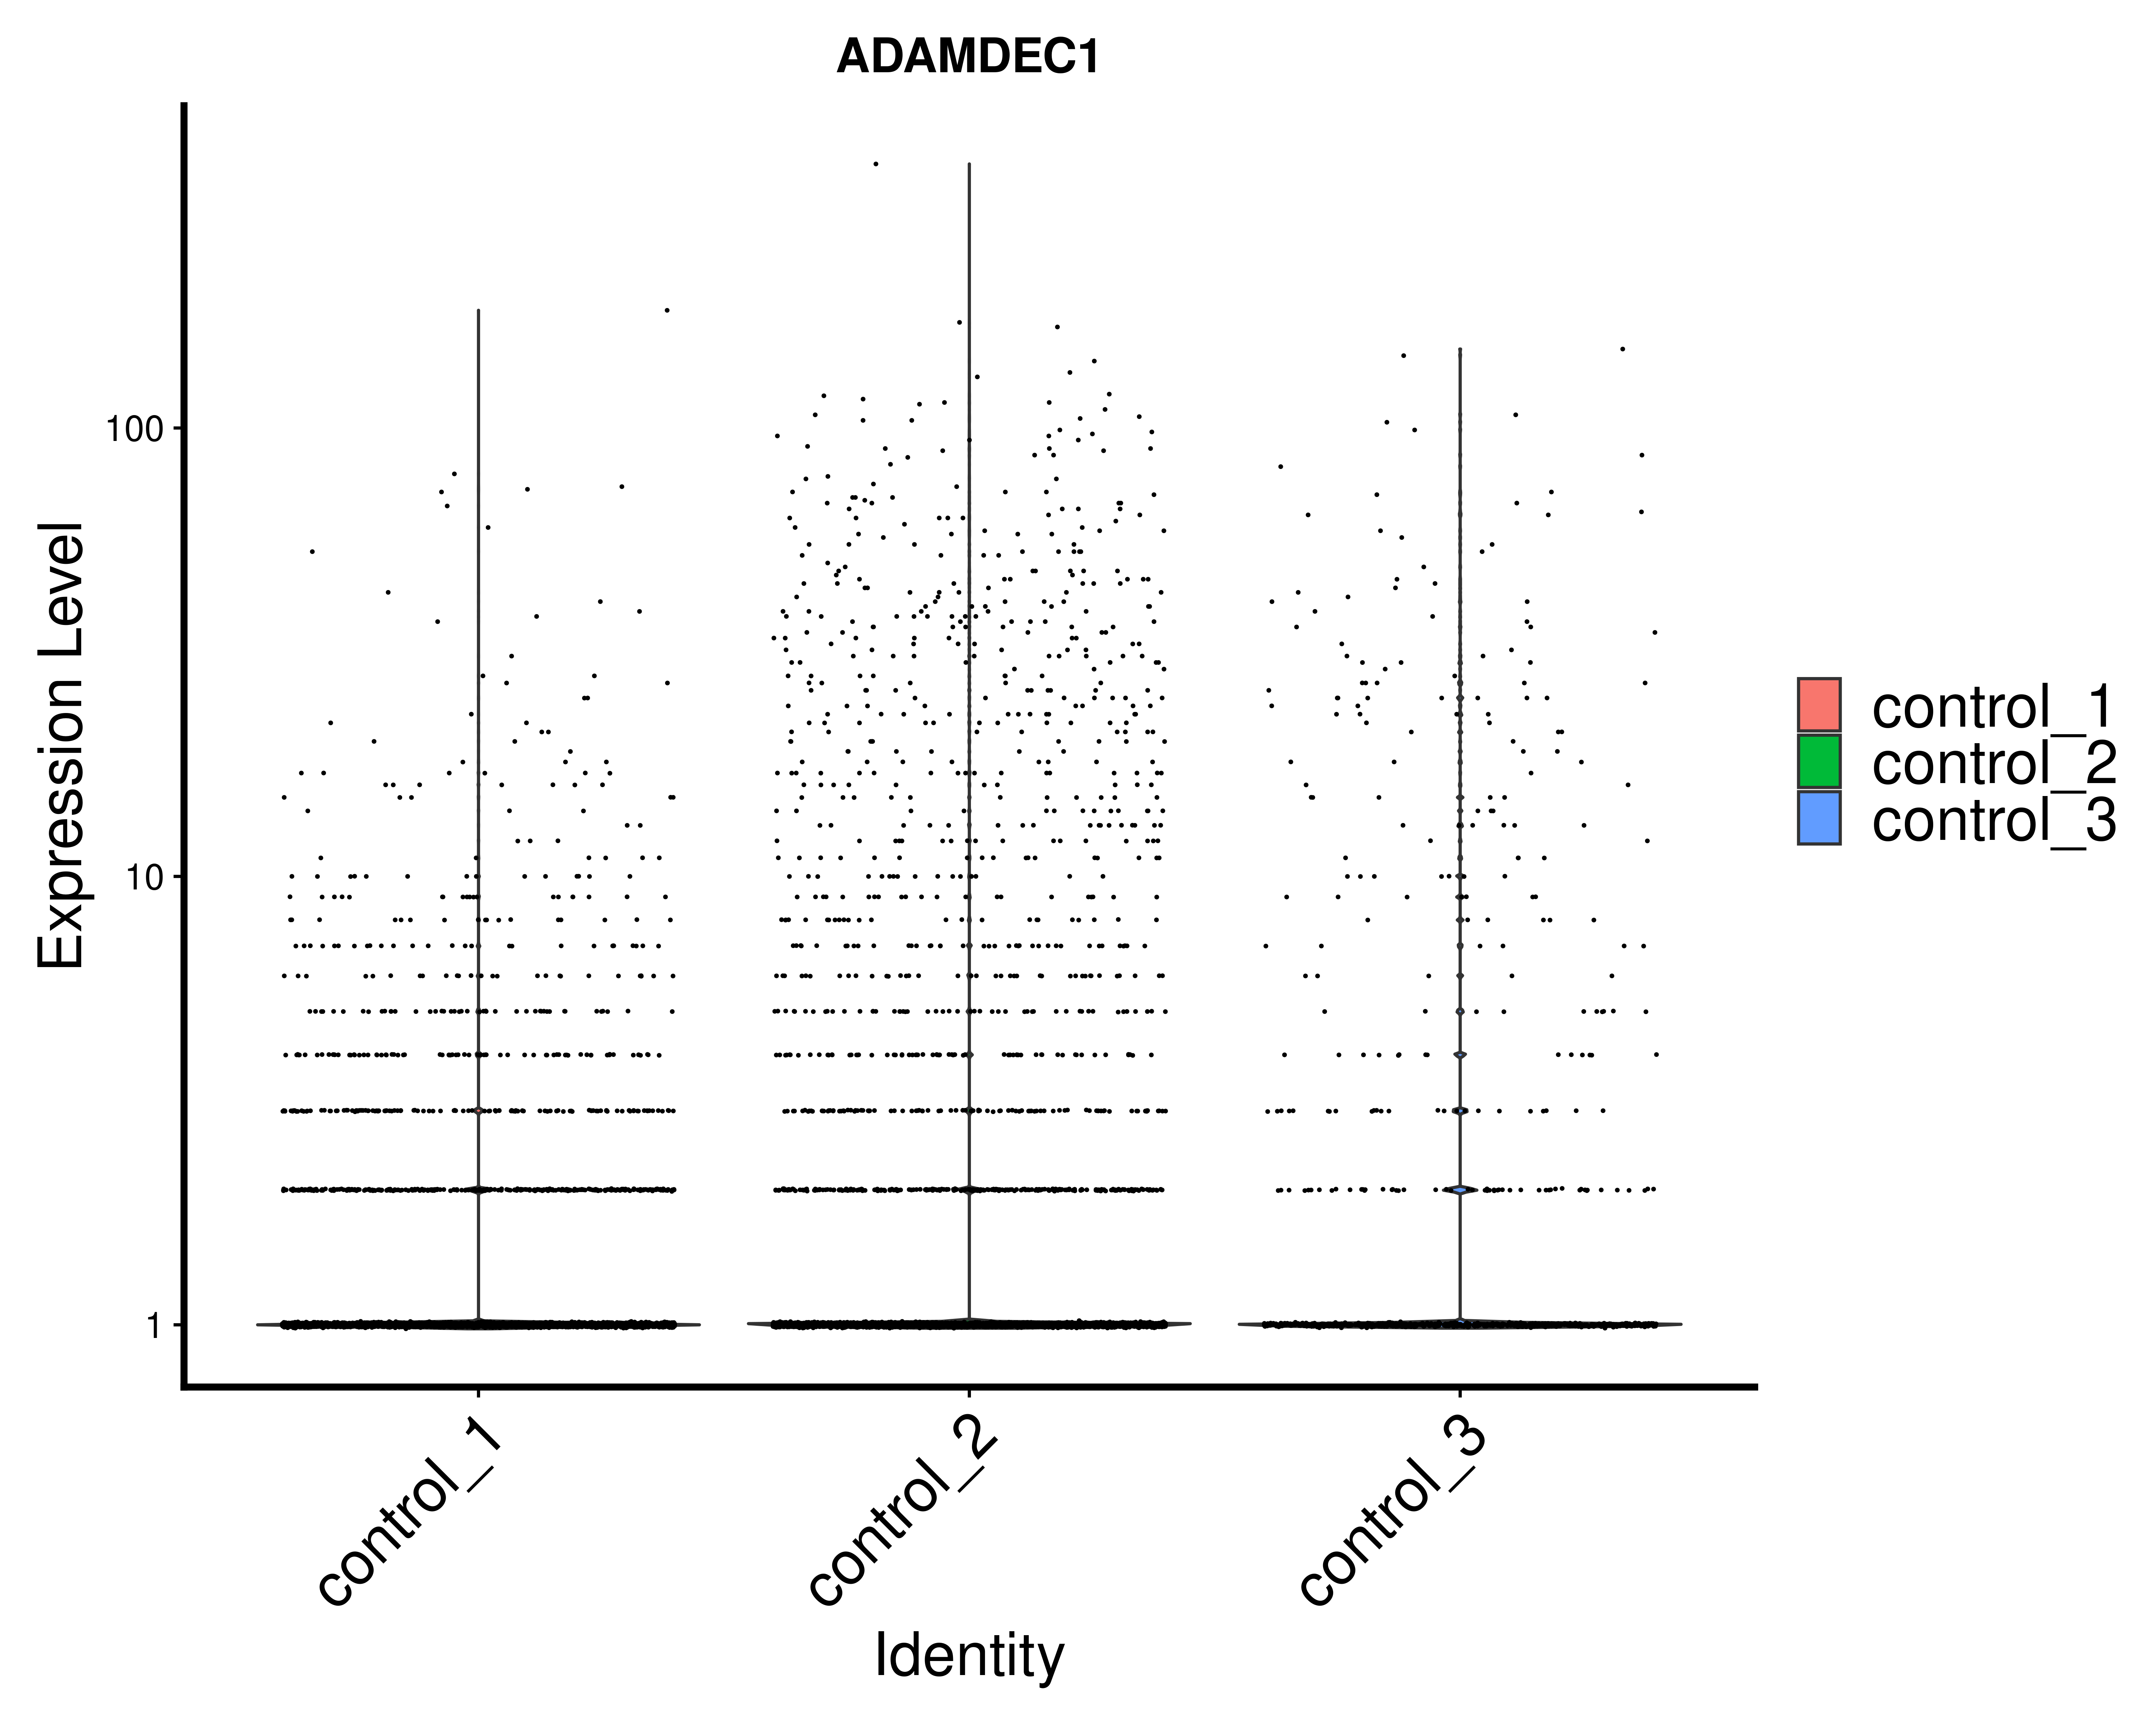 ADAMDEC1
Expression Level
100
10
1
control_1
control_2
control_3
Identity
control_1
control_2
control_3